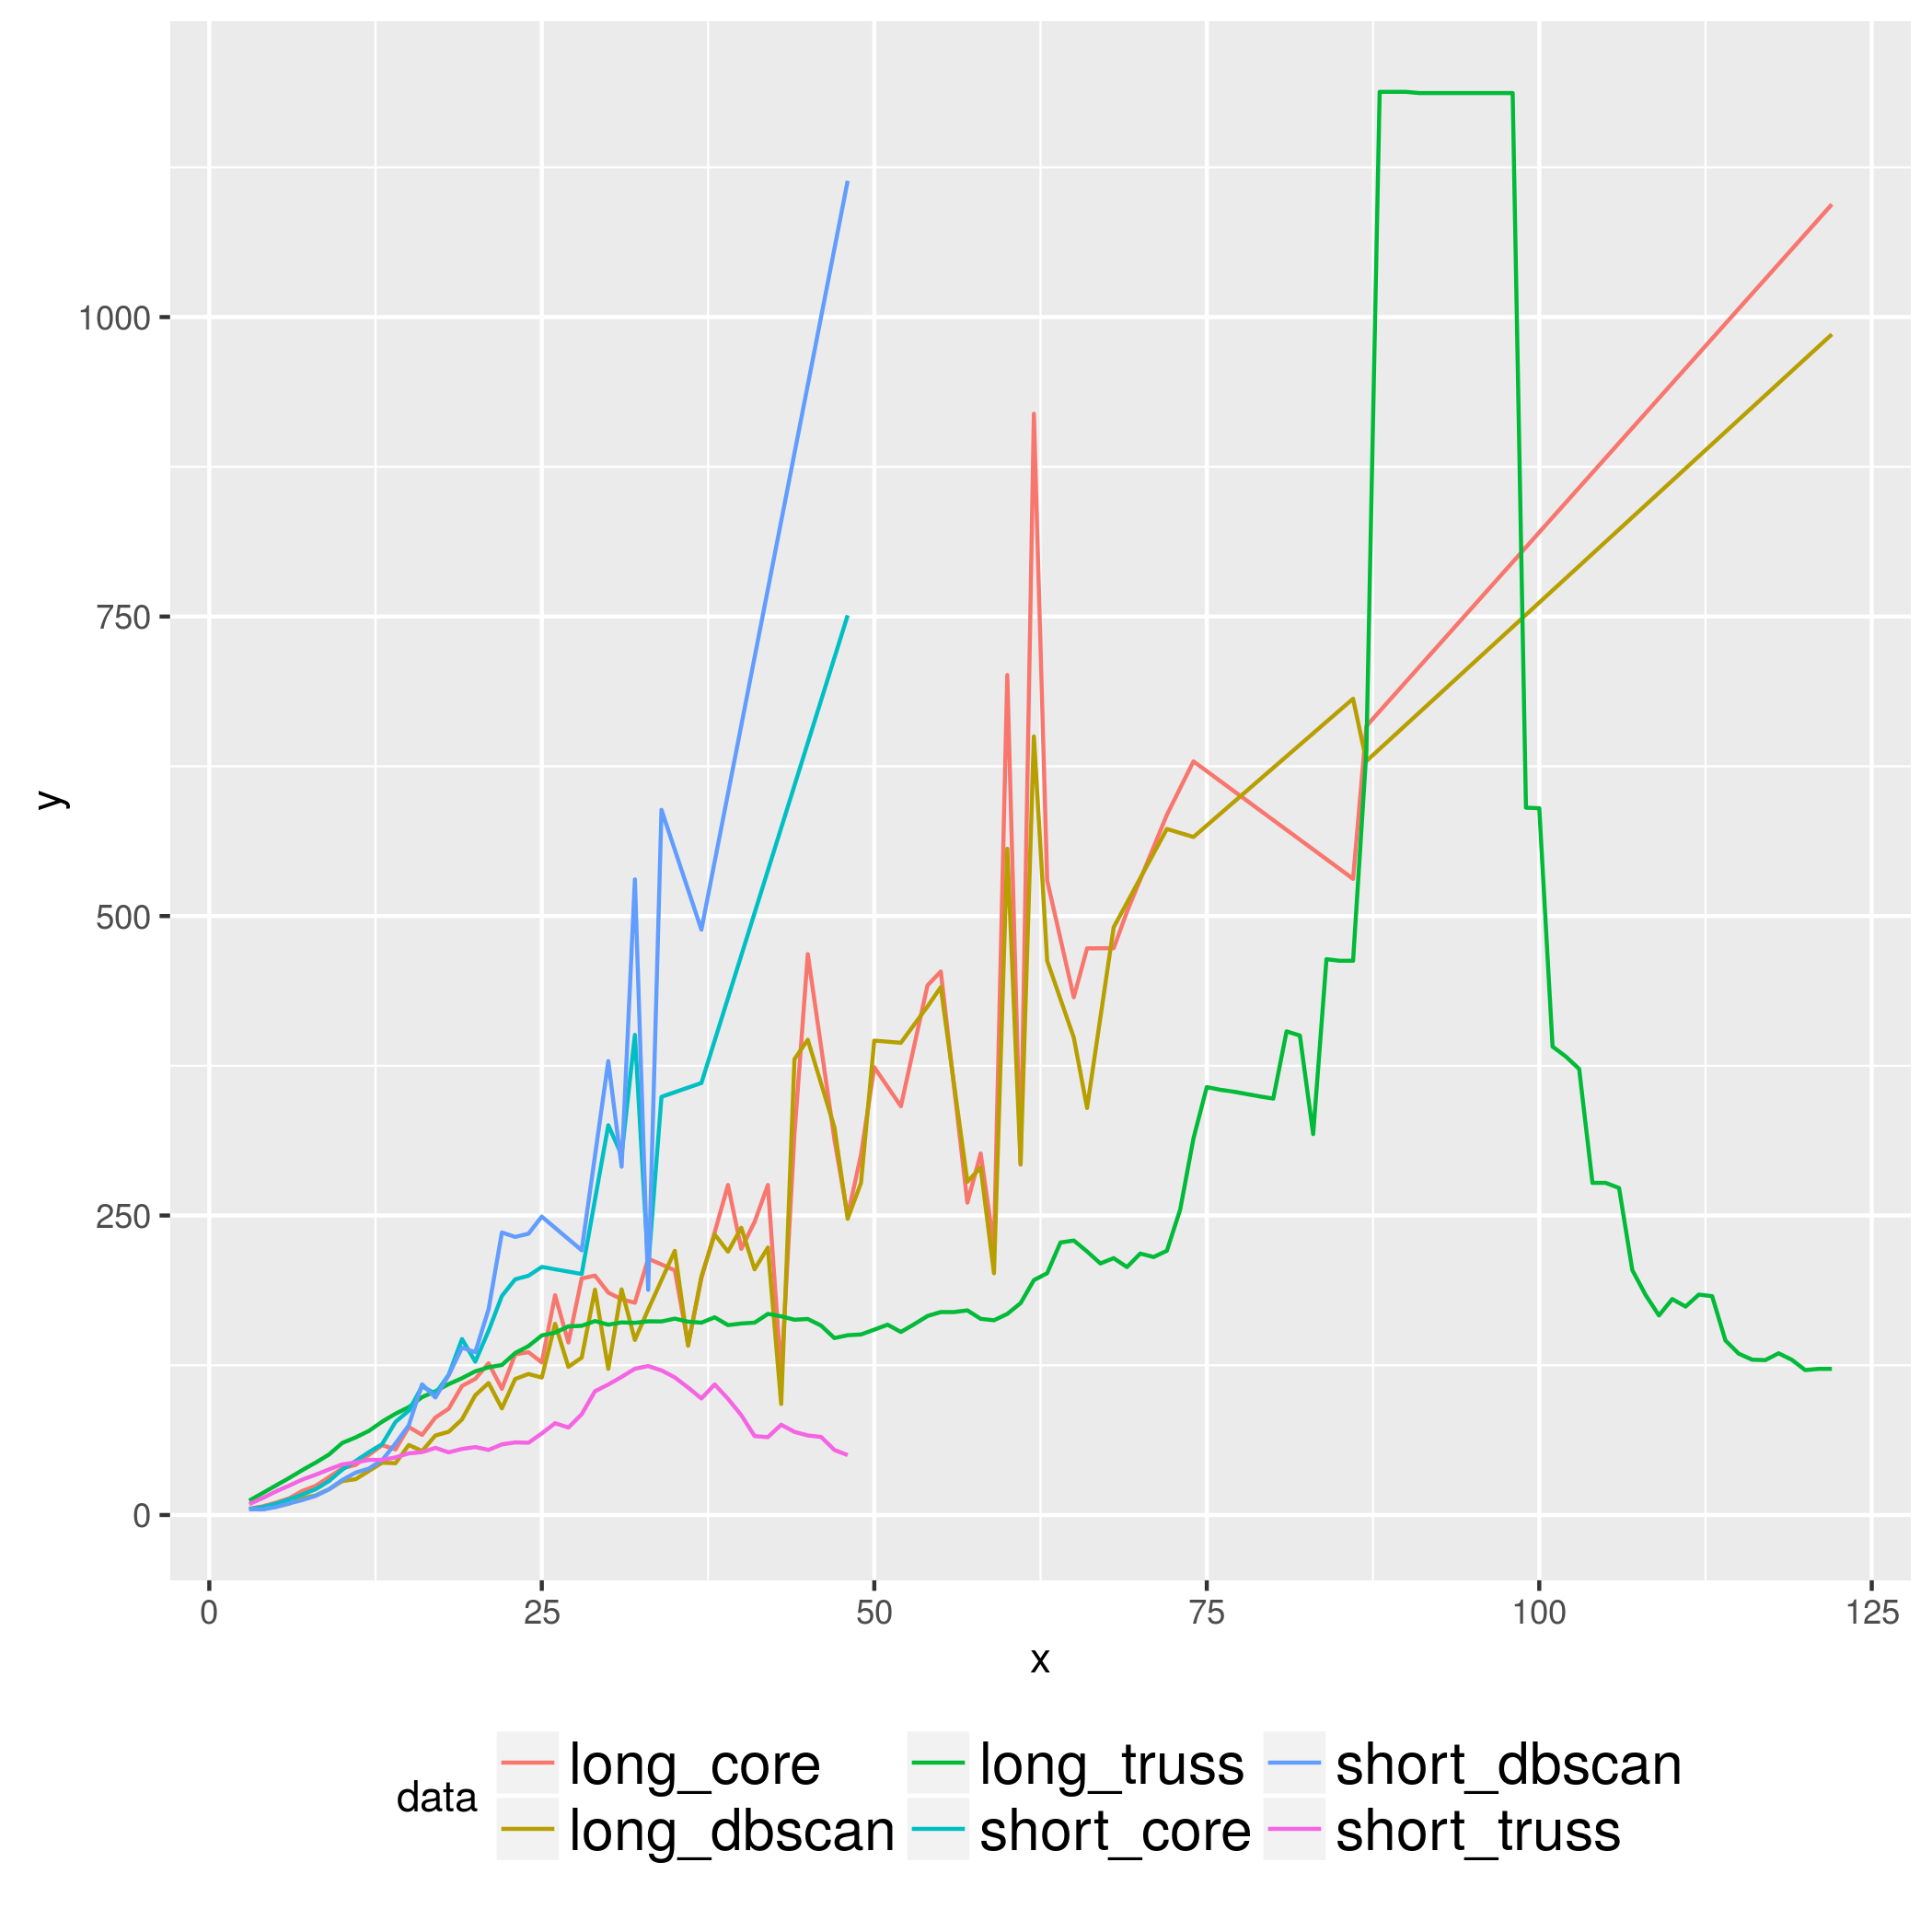 y
1000
750
500
250
0
0 25 50 75 100 125
x
data
long_core long_truss short_dbscan
long_dbscan short_core short_truss